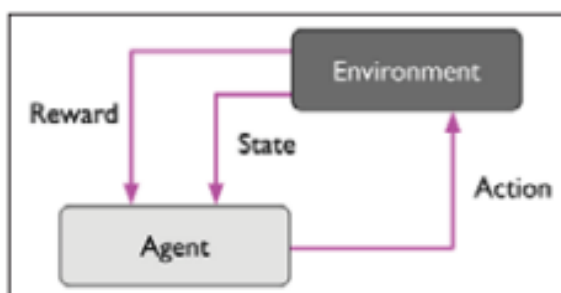 Environment
Reward
State
Action
Agent